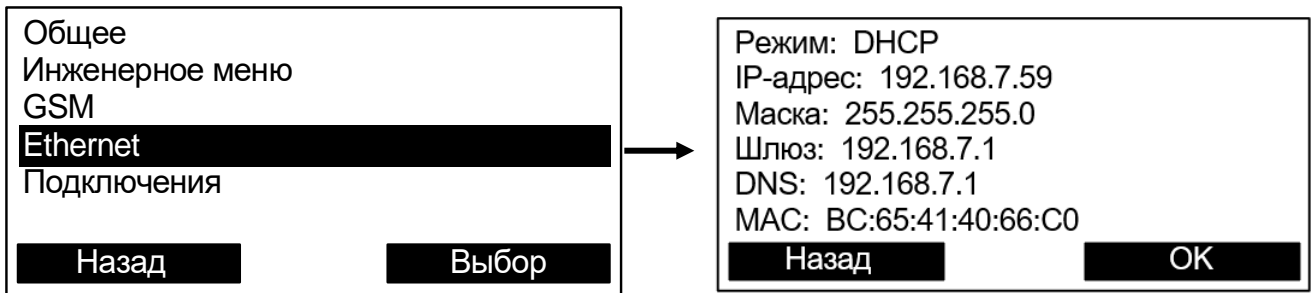 Общее
Инженерное меню
GSM
Ethernet
Подключения
Назад
Выбор
Режим: DHCP
IP-адрес: 192.168.7.59
Маска: 255.255.255.0
Шлюз: 192.168.7.1
DNS: 192.168.7.1
MAC: BC:65:41:40:66:C0
Назад
OK